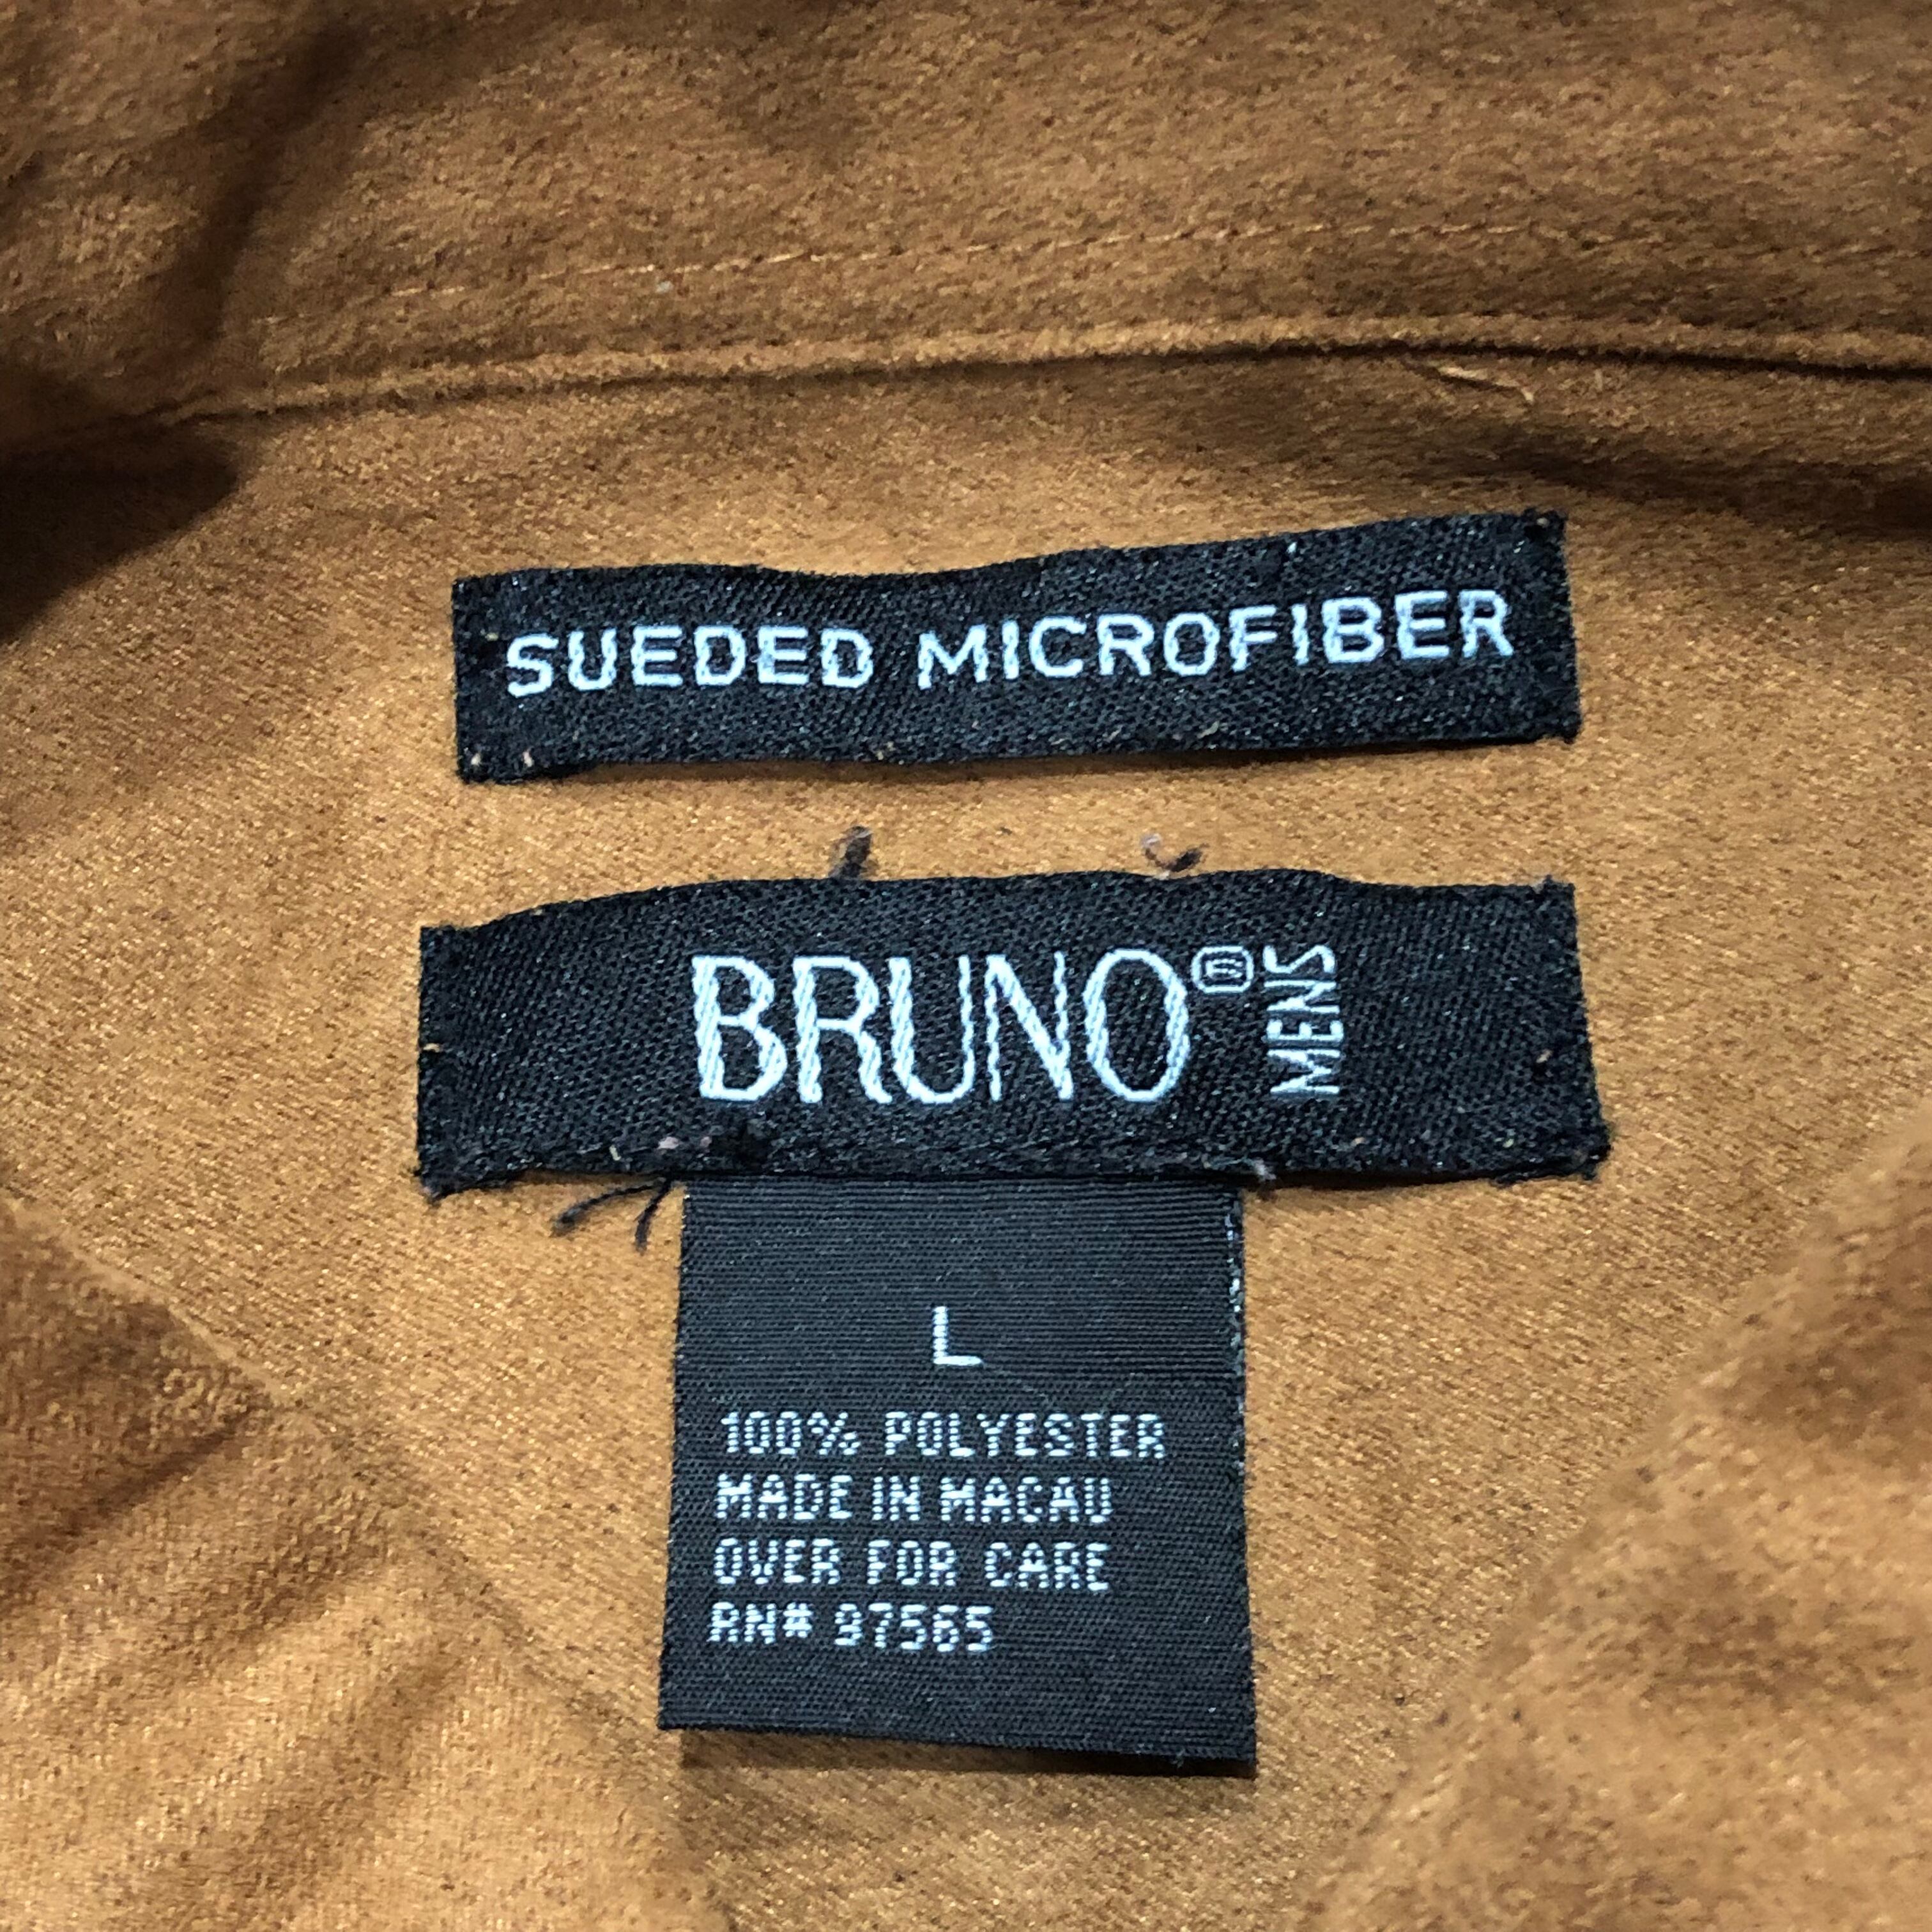 SUEDED MICROFIBER
BRUNO® MENS
L
100% POLYESTER
MADE IN MACAU
OVER FOR CARE
RN# 97565